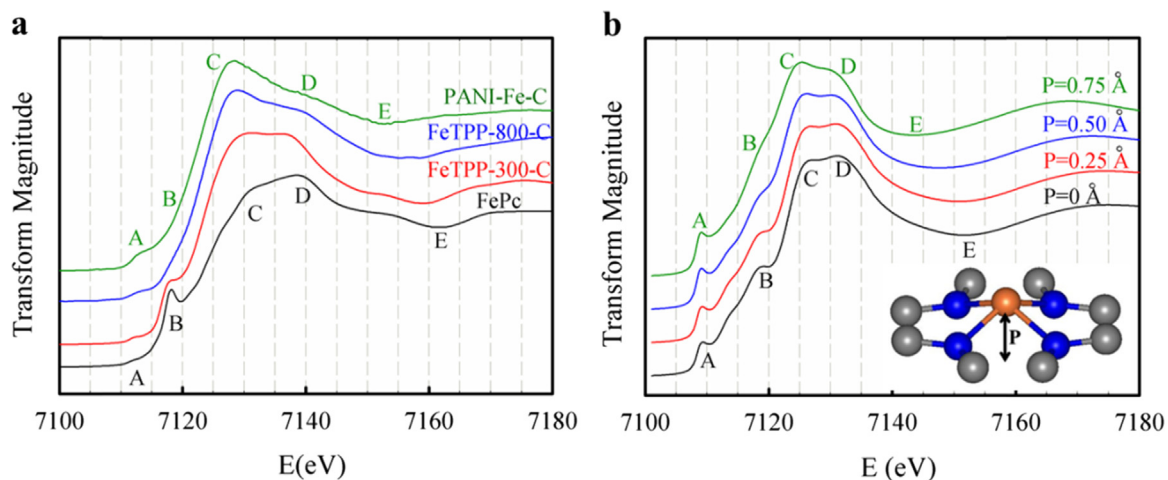 a
Transform Magnitude
C
D
E
PANI-Fe-C
B
FeTPP-800-C
A
FeTPP-300-C
FePc
C
D
E
B
A
7100
7120
7140
7160
7180
E(eV)
b
Transform Magnitude
C
D
P=0.75 Å
E
B
P=0.50 Å
P=0.25 Å
C
D
P=0 Å
A
E
B
P
A
7100
7120
7140
7160
7180
E (eV)